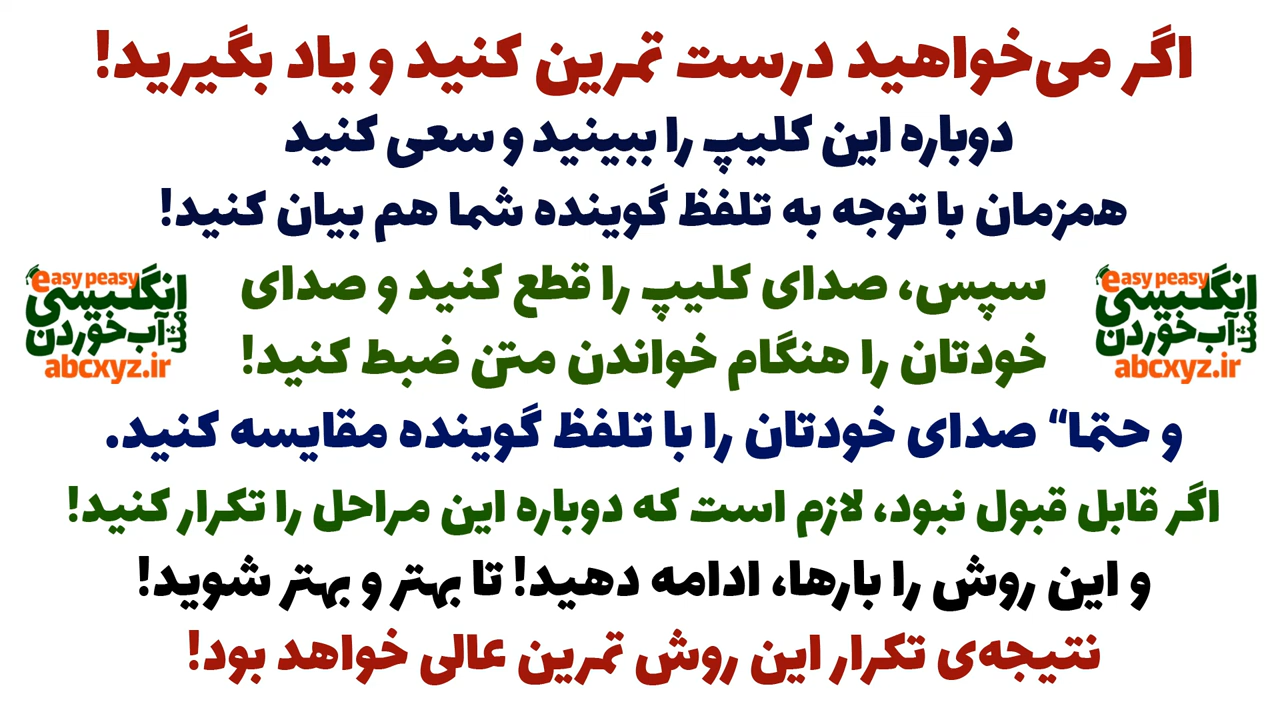 اگر می‌خواهید درست تمرین کنید و یاد بگیرید!
دوباره این کلیپ را ببینید و سعی کنید
همزمان با توجه به تلفظ گوینده شما هم بیان کنید!
سپس، صدای کلیپ را قطع کنید و صدای
خودتان را هنگام خواندن متن ضبط کنید!
و حتما“ صدای خودتان را با تلفظ گوینده مقایسه کنید.
اگر قابل قبول نبود، لازم است که دوباره این مراحل را تکرار کنید!
و این روش را بارها، ادامه دهید! تا بهتر و بهتر شوید!
نتیجه‌ی تکرار این روش تمرین عالی خواهد بود!
easy peasy
انگلیسی
مثل آب خوردن
abcxyz.ir
easy peasy
انگلیسی
مثل آب خوردن
abcxyz.ir